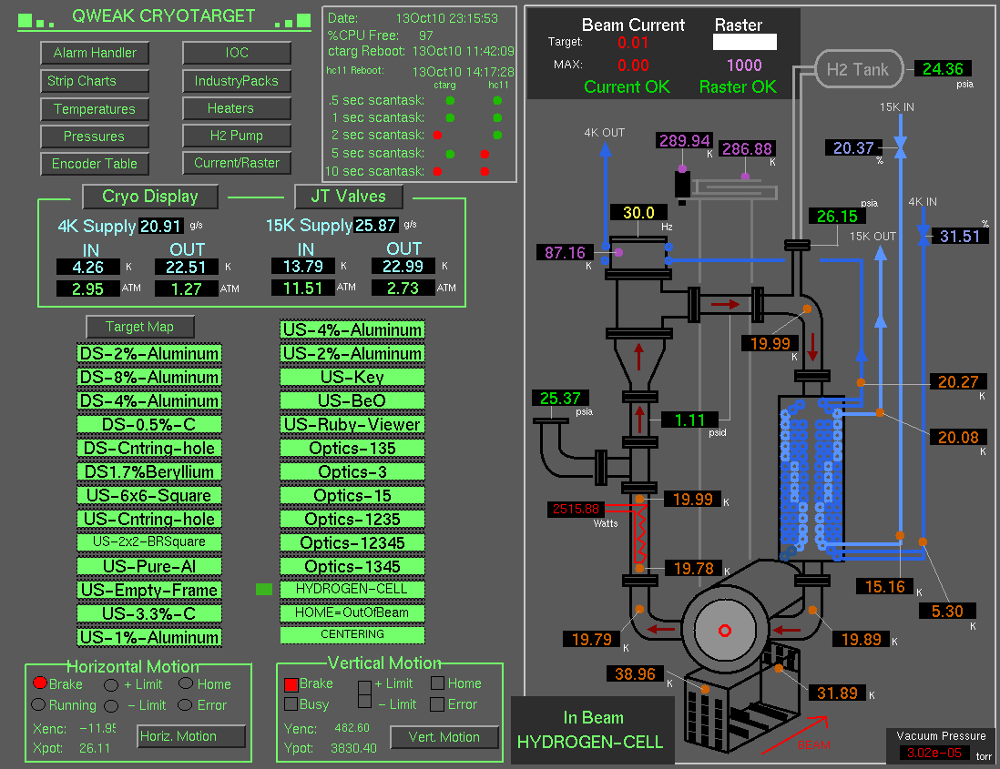 QWEAK CRYOTARGET
Alarm Handler
IOC
Strip Charts
IndustryPacks
Temperatures
Heaters
Pressures
H2 Pump
Encoder Table
Current/Raster
Date: 13Oct10 23:15:53
%CPU Free: 97
ctarg Reboot: 13Oct10 11:42:09
hc11 Reboot: 13Oct10 14:17:28
ctarg hc11
.5 sec scantask:
1 sec scantask:
2 sec scantask:
5 sec scantask:
10 sec scantask:
Cryo Display
JT Valves
4K Supply 20.91 g/s
15K Supply 25.87 g/s
IN OUT IN OUT
4.26 K 22.51 K 13.79 K 22.99 K
2.95 ATM 1.27 ATM 11.51 ATM 2.73 ATM
Target Map
DS-2%-Aluminum
DS-8%-Aluminum
DS-4%-Aluminum
DS-0.5%-C
DS-Cntring-hole
DS1.7%Beryllium
US-6x6-Square
US-Cntring-hole
US-2x2-BRSquare
US-Pure-Al
US-Empty-Frame
US-3.3%-C
US-1%-Aluminum
US-4%-Aluminum
US-2%-Aluminum
US-Key
US-BeO
US-Ruby-Viewer
Optics-135
Optics-3
Optics-15
Optics-1235
Optics-12345
Optics-1345
HYDROGEN-CELL
HOME=OutOfBeam
CENTERING
Horizontal Motion
Brake + Limit Home
Running - Limit Error
Xenc: -11.95
Xpot: 26.11
Horiz. Motion
Vertical Motion
Brake + Limit Home
Busy - Limit Error
Yenc: 482.60
Ypot: 3830.40
Vert. Motion
Beam Current Raster
Target: 0.01
MAX: 0.00 1000
Current OK Raster OK
H2 Tank
24.36
psia
15K IN
4K OUT
289.94 K
286.88 K
20.37 %
4K IN
psia
26.15
30.0
Hz
15K OUT
%
31.51
87.16
K
19.99
K
20.27
K
25.37
psia
1.11
psid
20.08
K
19.99 K
2515.88
Watts
19.78 K
15.16 K
5.30
K
19.79
K
19.89 K
38.96 K
31.89 K
In Beam
HYDROGEN-CELL
BEAM
Vacuum Pressure
3.02e-05 torr